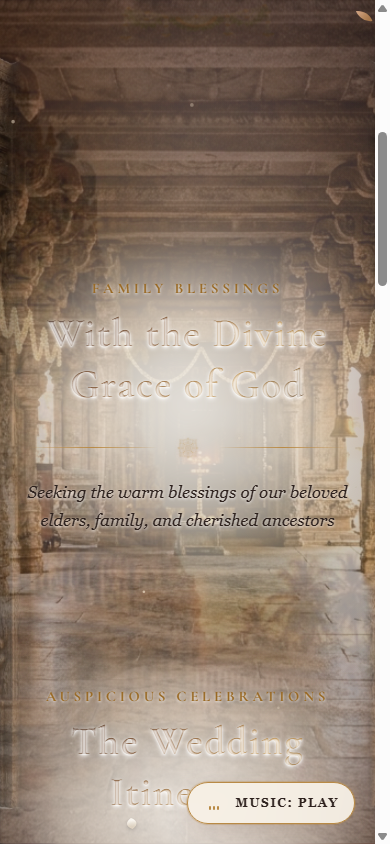 FAMILY BLESSINGS
With the Divine
Grace of God
Seeking the warm blessings of our beloved
elders, family, and cherished ancestors
AUSPICIOUS CELEBRATIONS
The Wedding
MUSIC: PLAY